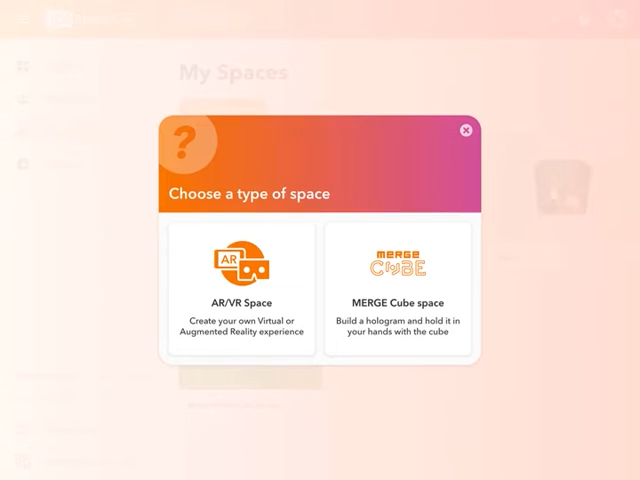 My Spaces
?
Choose a type of space
AR
MERGE
CUBE
AR/VR Space
MERGE Cube space
Create your own Virtual or
Augmented Reality experience
Build a hologram and hold it in
your hands with the cube